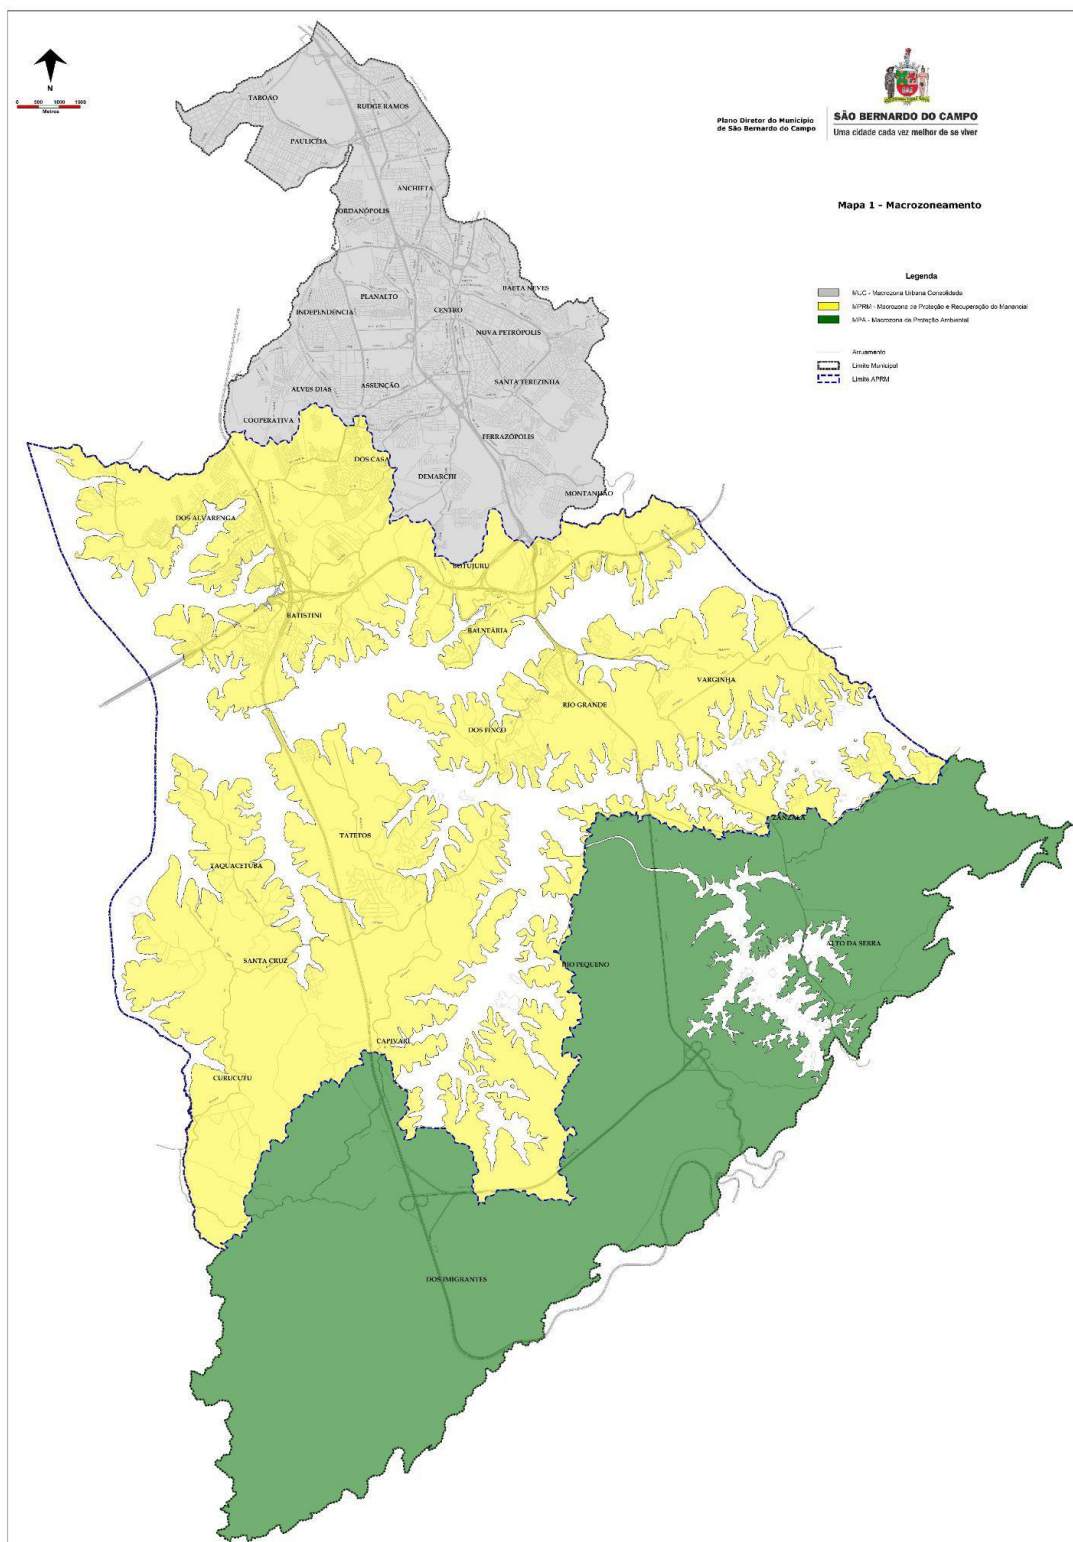 TABOÃO
RUDGE RAMOS
PAULICÉIA
N
0 500 1000 1500
Metros
Plano Diretor do Município
de São Bernardo do Campo
SÃO BERNARDO DO CAMPO
Uma cidade cada vez melhor de se viver
ANCHIETA
JORDANÓPOLIS
Mapa 1 - Macrozoneamento
Legenda
MUC - Macrozona Urbana Consolidada
MPRM - Macrozona de Proteção e Recuperação do Manancial
MPA - Macrozona de Proteção Ambiental
Arruamento
Limite Municipal
Limite APRM
BAETA NEVES
PLANALTO
INDEPENDÊNCIA
CENTRO
NOVA PETRÓPOLIS
ALVES DIAS
ASSUNÇÃO
SANTA TEREZINHA
COOPERATIVA
FERRAZÓPOLIS
DOS CASA
DEMARCHI
MONTANHÃO
DOS ALVARENGA
BOTUJURU
BATISTINI
BALNEÁRIA
VARGINHA
RIO GRANDE
DOS FINCO
ZANZALÁ
TATETOS
TAQUACETUBA
ALTO DA SERRA
SANTA CRUZ
RIO PEQUENO
CAPIVARI
CURUCUTU
DOS IMIGRANTES